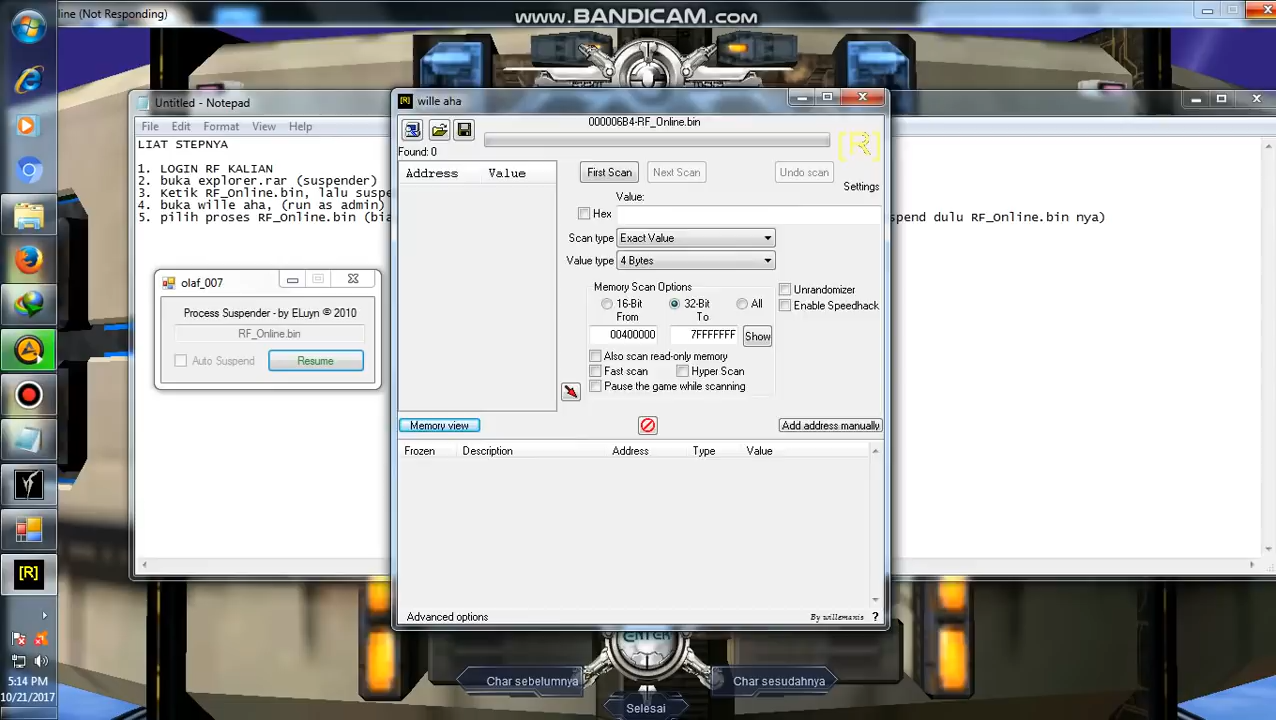 line (Not Responding)
www.BANDICAM.com
Untitled - Notepad
File Edit Format View Help
LIAT STEPNYA
1. LOGIN RF KALIAN
2. buka explorer.rar (suspender)
3. ketik RF_Online.bin, lalu suspe
4. buka wille aha, (run as admin)
5. pilih proses RF_Online.bin (bia
spend dulu RF_Online.bin nya)
olaf_007
Process Suspender - by ELuyn © 2010
RF_Online.bin
Auto Suspend
Resume
[R] wille aha
000006B4-RF_Online.bin
Found: 0
[R]
Address Value
First Scan
Next Scan
Undo scan
Settings
Value:
Hex
Scan type Exact Value
Value type 4 Bytes
Memory Scan Options
16-Bit 32-Bit All
From To
00400000 7FFFFFFF Show
Also scan read-only memory
Fast scan Hyper Scan
Pause the game while scanning
Unrandomizer
Enable Speedhack
Memory view
Add address manually
Frozen Description Address Type Value
Advanced options
By willemanis ?
ENTER
Char sebelumnya
Char sesudahnya
Selesai
[R]
5:14 PM
10/21/2017